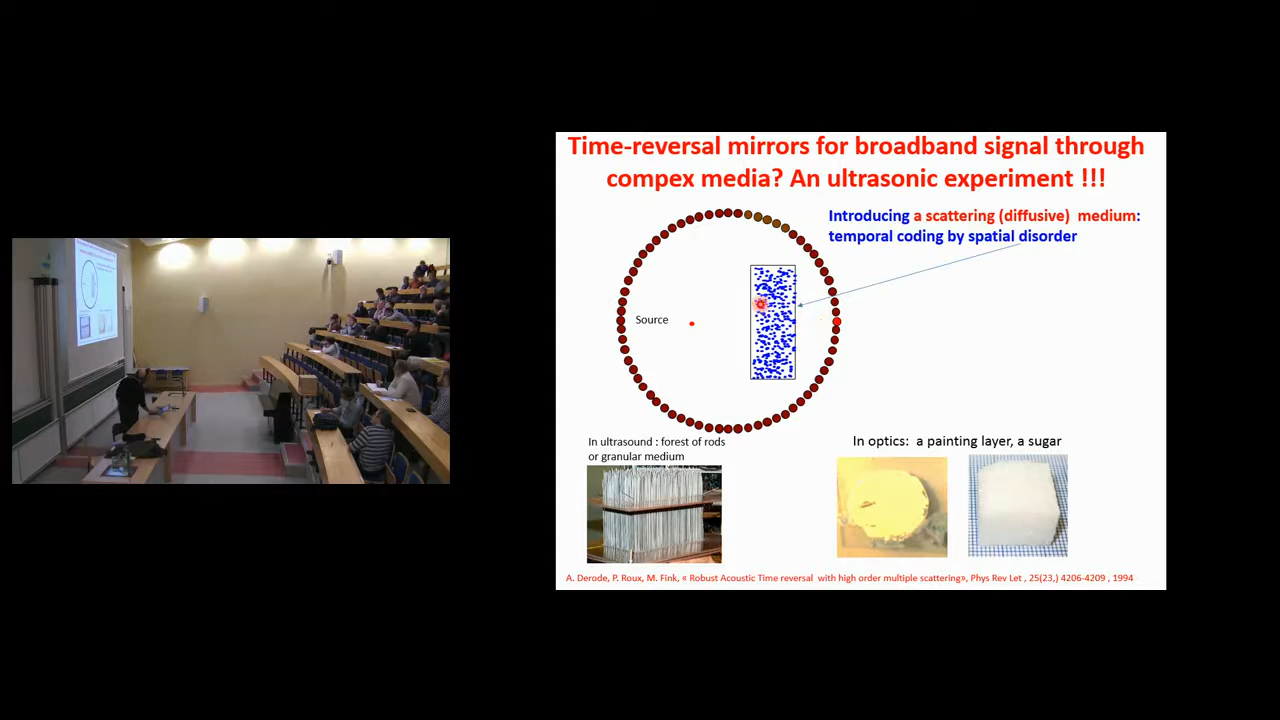 Time-reversal mirrors for broadband signal through
compex media? An ultrasonic experiment !!!
Introducing a scattering (diffusive) medium:
temporal coding by spatial disorder
Source
In ultrasound : forest of rods
or granular medium
In optics: a painting layer, a sugar
A. Derode, P. Roux, M. Fink, « Robust Acoustic Time reversal with high order multiple scattering», Phys Rev Let , 25(23,) 4206-4209 , 1994